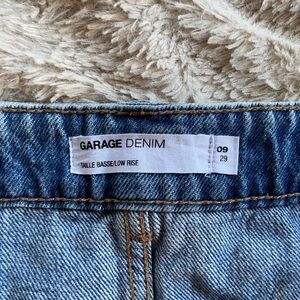 GARAGE DENIM
TAILLE BASSE/LOW RISE
09
29